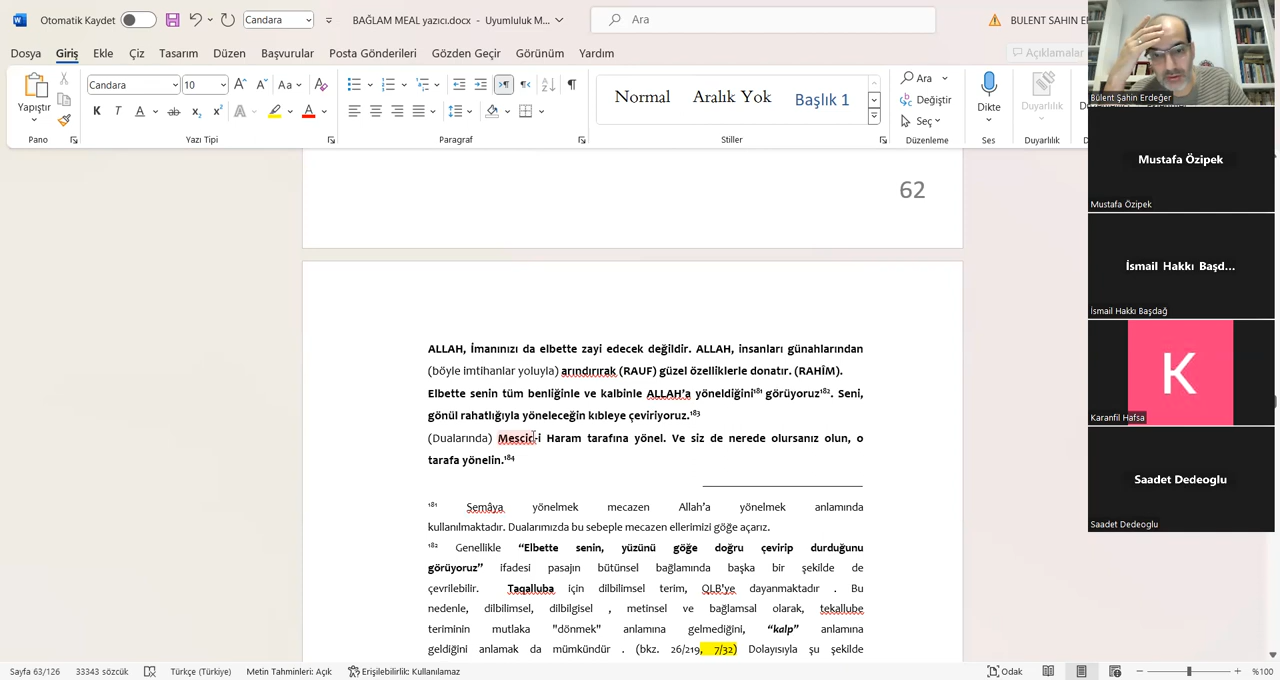 Otomatik Kaydet
Candara
BAĞLAM MEAL yazıcı.docx - Uyumluluk M...
Ara
BULENT SAHIN E
Dosya Giriş Ekle Çiz Tasarım Düzen Başvurular Posta Gönderileri Gözden Geçir Görünüm Yardım
Açıklamalar
Yapıştır
Candara 10
K T A ab x₂ x² A A
Aa
Normal Aralık Yok Başlık 1
Ara
Değiştir
Seç
Dikte
Duyarlılık
Pano Yazı Tipi Paragraf Stiller Düzenleme Ses Duyarlılık
62
ALLAH, İmanınızı da elbette zayi edecek değildir. ALLAH, insanları günahlarından
(böyle imtihanlar yoluyla) arındırırak (RAUF) güzel özelliklerle donatır. (RAHİM).
Elbette senin tüm benliğinle ve kalbinle ALLAH'a yöneldiğini¹⁸¹ görüyoruz¹⁸². Seni,
gönül rahatlığıyla yöneleceğin kıbleye çeviriyoruz.¹⁸³
(Dualarında) Mescid-i Haram tarafına yönel. Ve siz de nerede olursanız olun, o
tarafa yönelin.¹⁸⁴
¹⁸¹ Semâya yönelmek mecazen Allah'a yönelmek anlamında
kullanılmaktadır. Dualarımızda bu sebeple mecazen ellerimizi göğe açarız.
¹⁸² Genellikle “Elbette senin, yüzünü göğe doğru çevirip durduğunu
görüyoruz” ifadesi pasajın bütünsel bağlamında başka bir şekilde de
çevrilebilir. Taqalluba için dilbilimsel terim, QLB'ye dayanmaktadır . Bu
nedenle, dilbilimsel, dilbilgisel , metinsel ve bağlamsal olarak, tekallube
teriminin mutlaka "dönmek" anlamına gelmediğini, “kalp” anlamına
geldiğini anlamak da mümkündür . (bkz. 26/219, 7/32) Dolayısıyla şu şekilde
Sayfa 63/126 33343 sözcük Türkçe (Türkiye) Metin Tahminleri: Açık Erişilebilirlik: Kullanılamaz Odak %100
Bülent Şahin Erdeğer
Mustafa Özipek
Mustafa Özipek
İsmail Hakkı Başd...
İsmail Hakkı Başdağ
K
Karanfil Hafsa
Saadet Dedeoglu
Saadet Dedeoglu